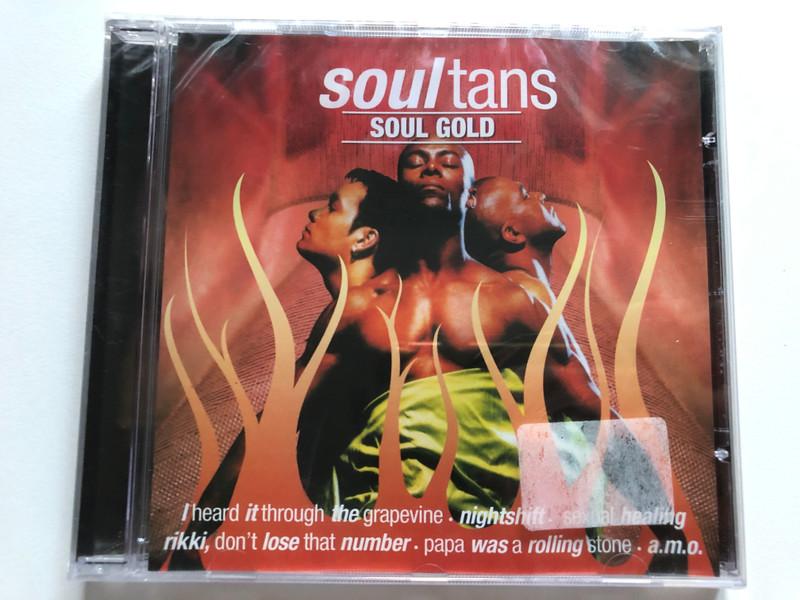 soultans
SOUL GOLD
I heard it through the grapevine . nightshift . sexual healing
rikki, don't lose that number . papa was a rolling stone . a.m.o.